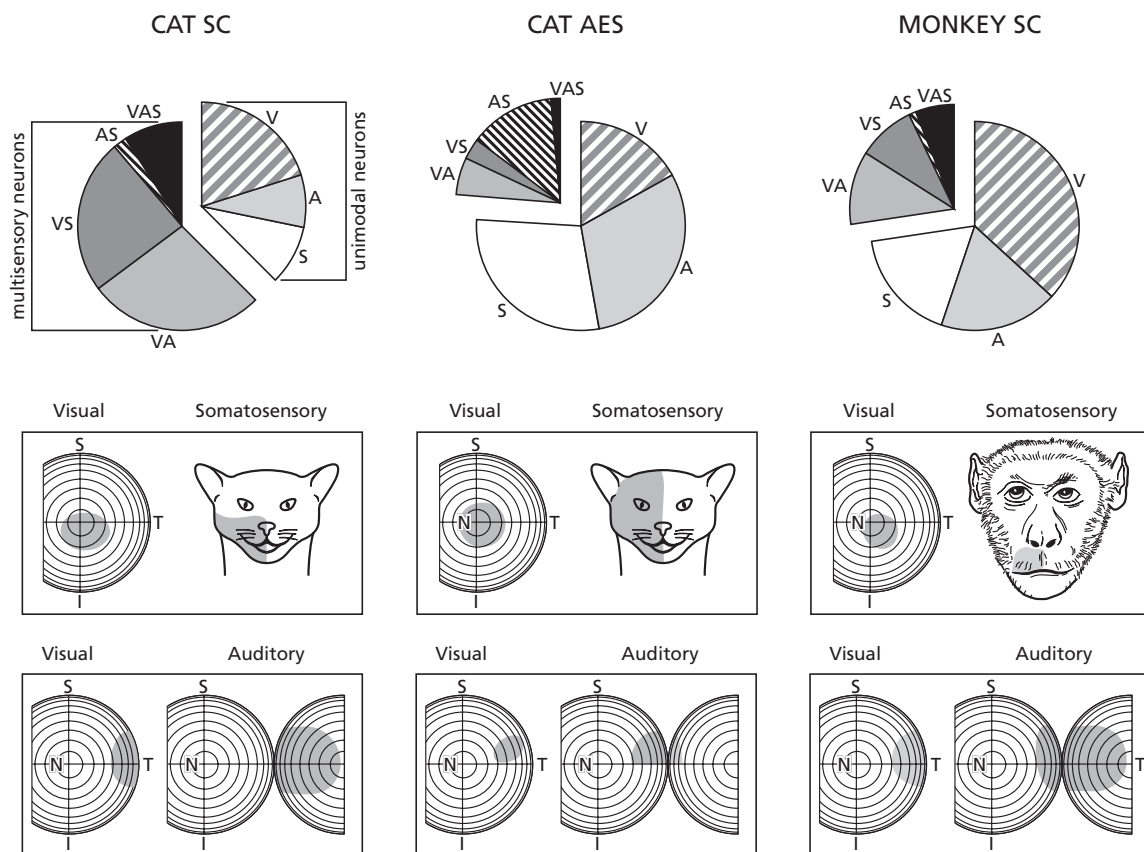 CAT SC
CAT AES
MONKEY SC
multisensory neurons
unimodal neurons
VAS
AS
VS
VA
V
A
S
VAS
AS
VS
VA
V
A
S
VAS
AS
VS
VA
V
A
S
Visual Somatosensory
S
T
I
Visual Somatosensory
S
N T
I
Visual Somatosensory
S
N T
I
Visual Auditory
S S
N T N
I I
Visual Auditory
S S
N T N
I I
Visual Auditory
S S
N T N T
I I